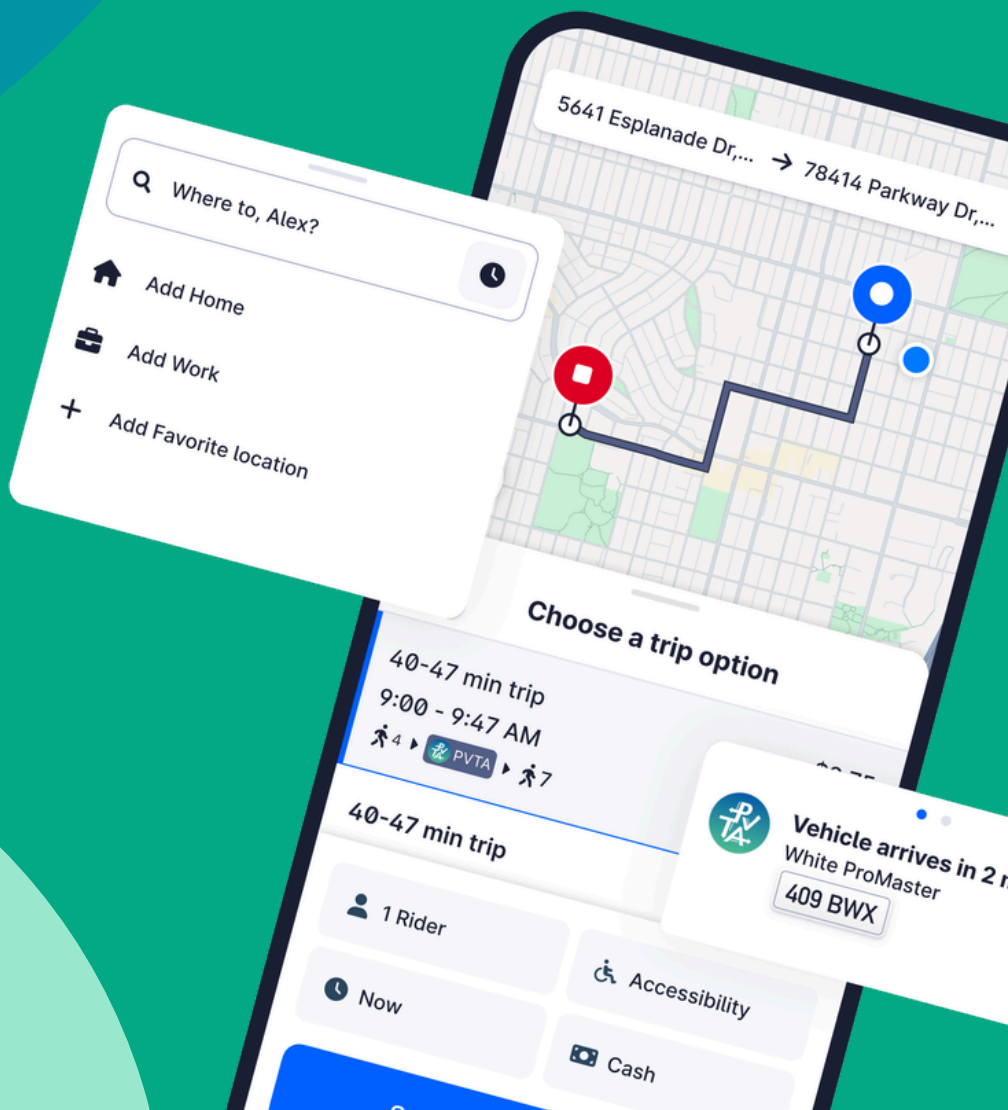 5641 Esplanade Dr,... → 78414 Parkway Dr,...
Where to, Alex?
Add Home
Add Work
Add Favorite location
Choose a trip option
40-47 min trip
9:00 - 9:47 AM
4 PVTA 7
40-47 min trip
PVTA
Vehicle arrives in 2
White ProMaster
409 BWX
1 Rider
Accessibility
Now
Cash